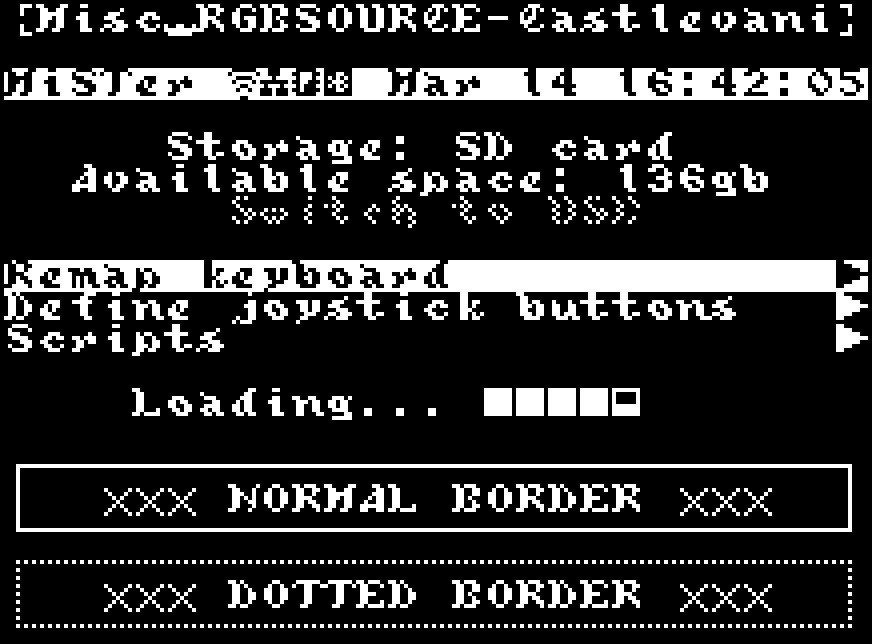 [Misc_RGBSOURCE-Castlevani]
MiSTer Mar 14 16:42:05
Storage: SD card
Available space: 136gb
Switch to USB
Remap keyboard ►
Define joystick buttons ►
Scripts ►
Loading...
XXX NORMAL BORDER XXX
XXX DOTTED BORDER XXX